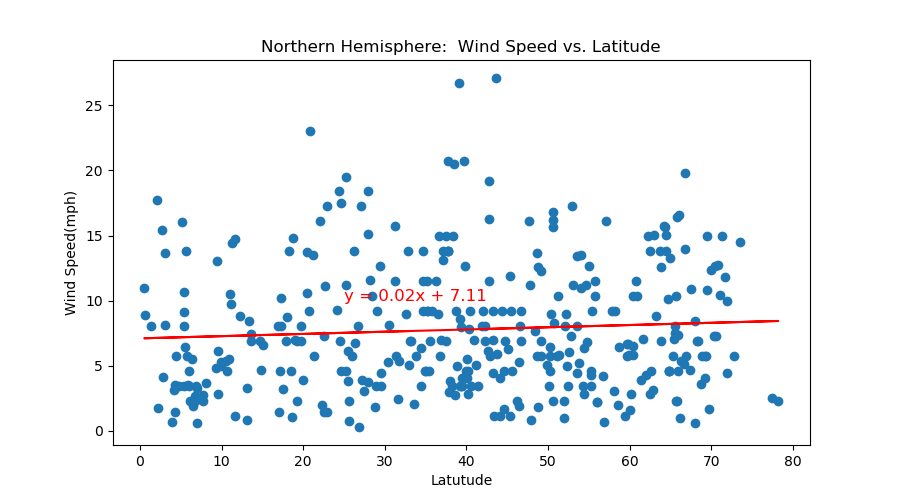 Northern Hemisphere:  Wind Speed vs. Latitude
25
20
15
10
5
0
Wind Speed(mph)
y = 0.02x + 7.11
0 10 20 30 40 50 60 70 80
Latutude